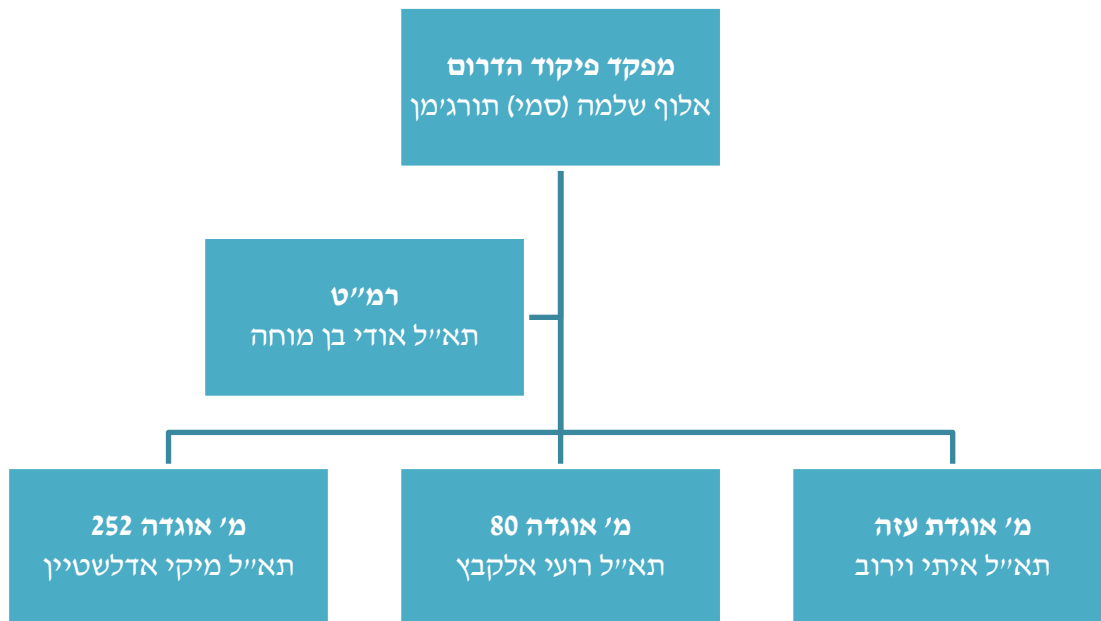 מפקד פיקוד הדרום
אלוף שלמה (סמי) תורג׳מן
רמ״ט
תא״ל אודי בן מוחה
מ׳ אוגדת עזה
תא״ל איתי וירוב
מ׳ אוגדה 80
תא״ל רועי אלקבץ
מ׳ אוגדה 252
תא״ל מיקי אדלשטיין